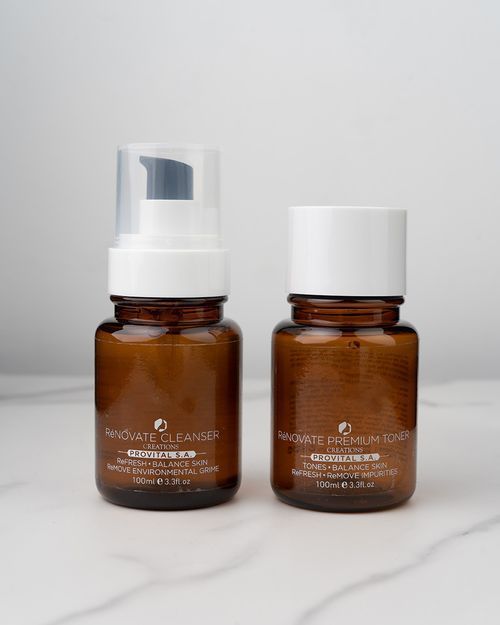 ReNOVATE CLEANSER
CREATIONS
PROVITAL S.A.
ReFRESH • BALANCE SKIN
ReMOVE ENVIRONMENTAL GRIME
100ml ℮ 3.3fl.oz
ReNOVATE PREMIUM TONER
CREATIONS
PROVITAL S.A.
TONES • BALANCE SKIN
ReFRESH • ReMOVE IMPURITIES
100ml ℮ 3.3fl.oz